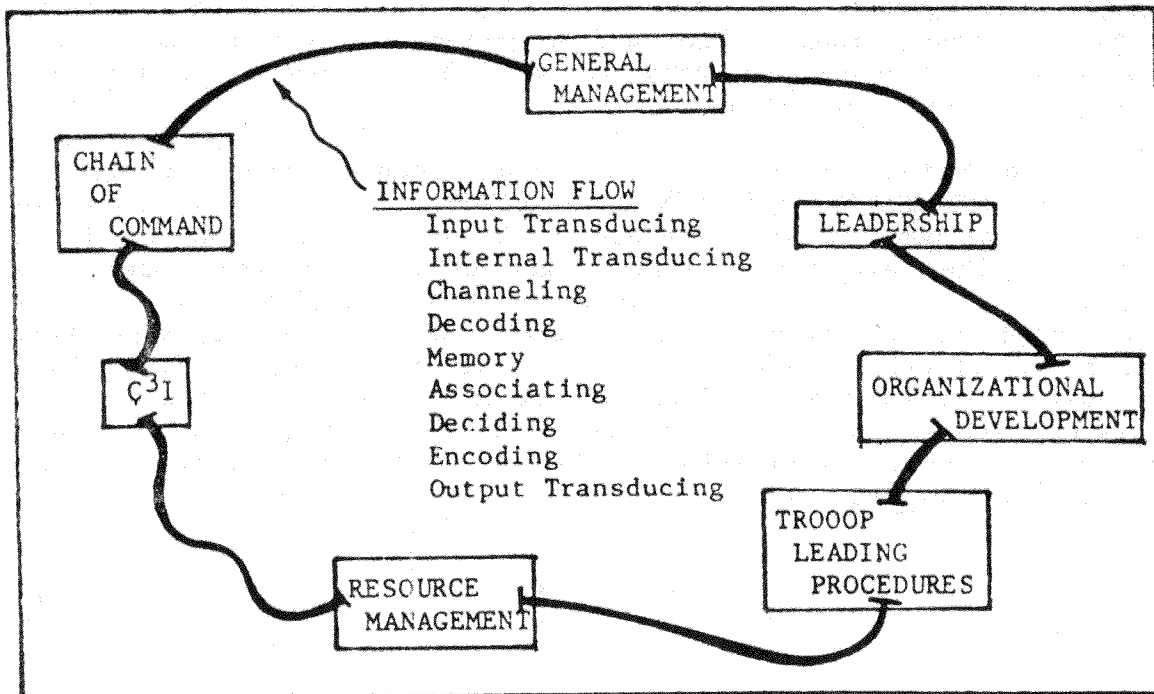 GENERAL
MANAGEMENT
CHAIN
OF
COMMAND
INFORMATION FLOW
Input Transducing
Internal Transducing
Channeling
Decoding
Memory
Associating
Deciding
Encoding
Output Transducing
LEADERSHIP
C³I
ORGANIZATIONAL
DEVELOPMENT
TROOOP
LEADING
PROCEDURES
RESOURCE
MANAGEMENT